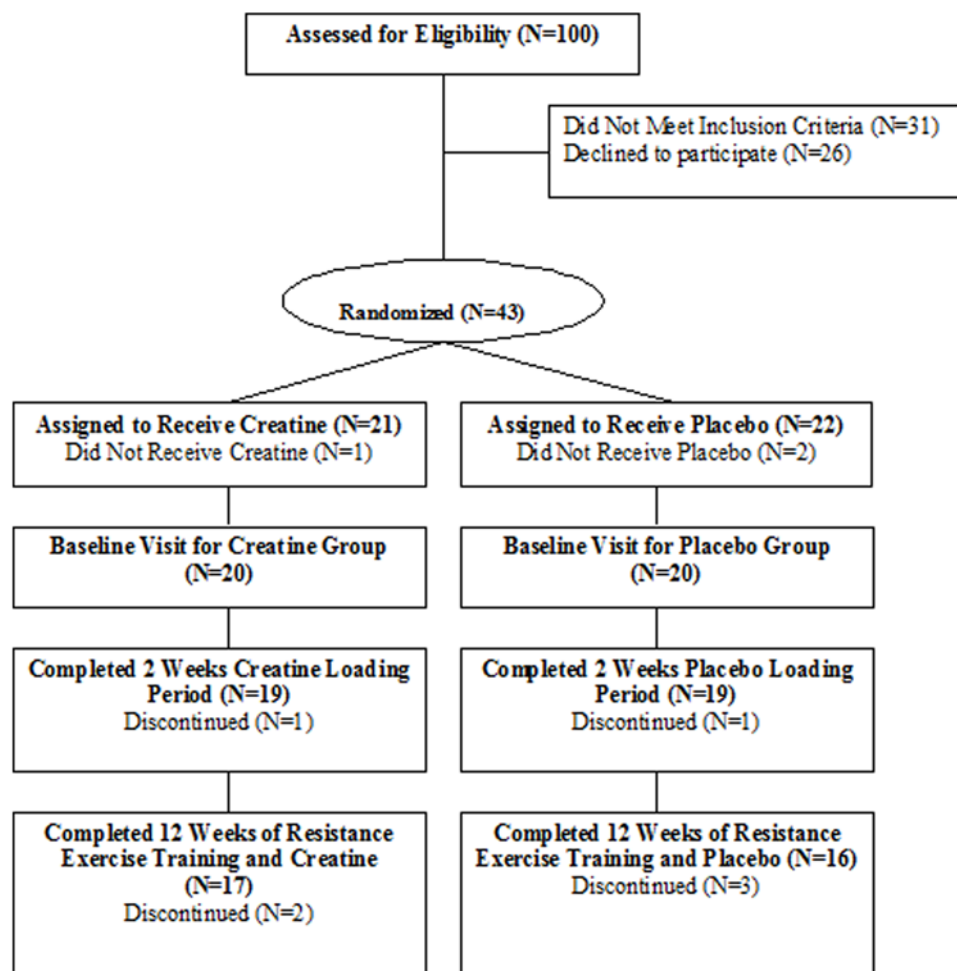 Assessed for Eligibility (N=100)
Did Not Meet Inclusion Criteria (N=31)
Declined to participate (N=26)
Randomized (N=43)
Assigned to Receive Creatine (N=21)
Did Not Receive Creatine (N=1)
Assigned to Receive Placebo (N=22)
Did Not Receive Placebo (N=2)
Baseline Visit for Creatine Group
(N=20)
Baseline Visit for Placebo Group
(N=20)
Completed 2 Weeks Creatine Loading
Period (N=19)
Discontinued (N=1)
Completed 2 Weeks Placebo Loading
Period (N=19)
Discontinued (N=1)
Completed 12 Weeks of Resistance
Exercise Training and Creatine
(N=17)
Discontinued (N=2)
Completed 12 Weeks of Resistance
Exercise Training and Placebo (N=16)
Discontinued (N=3)